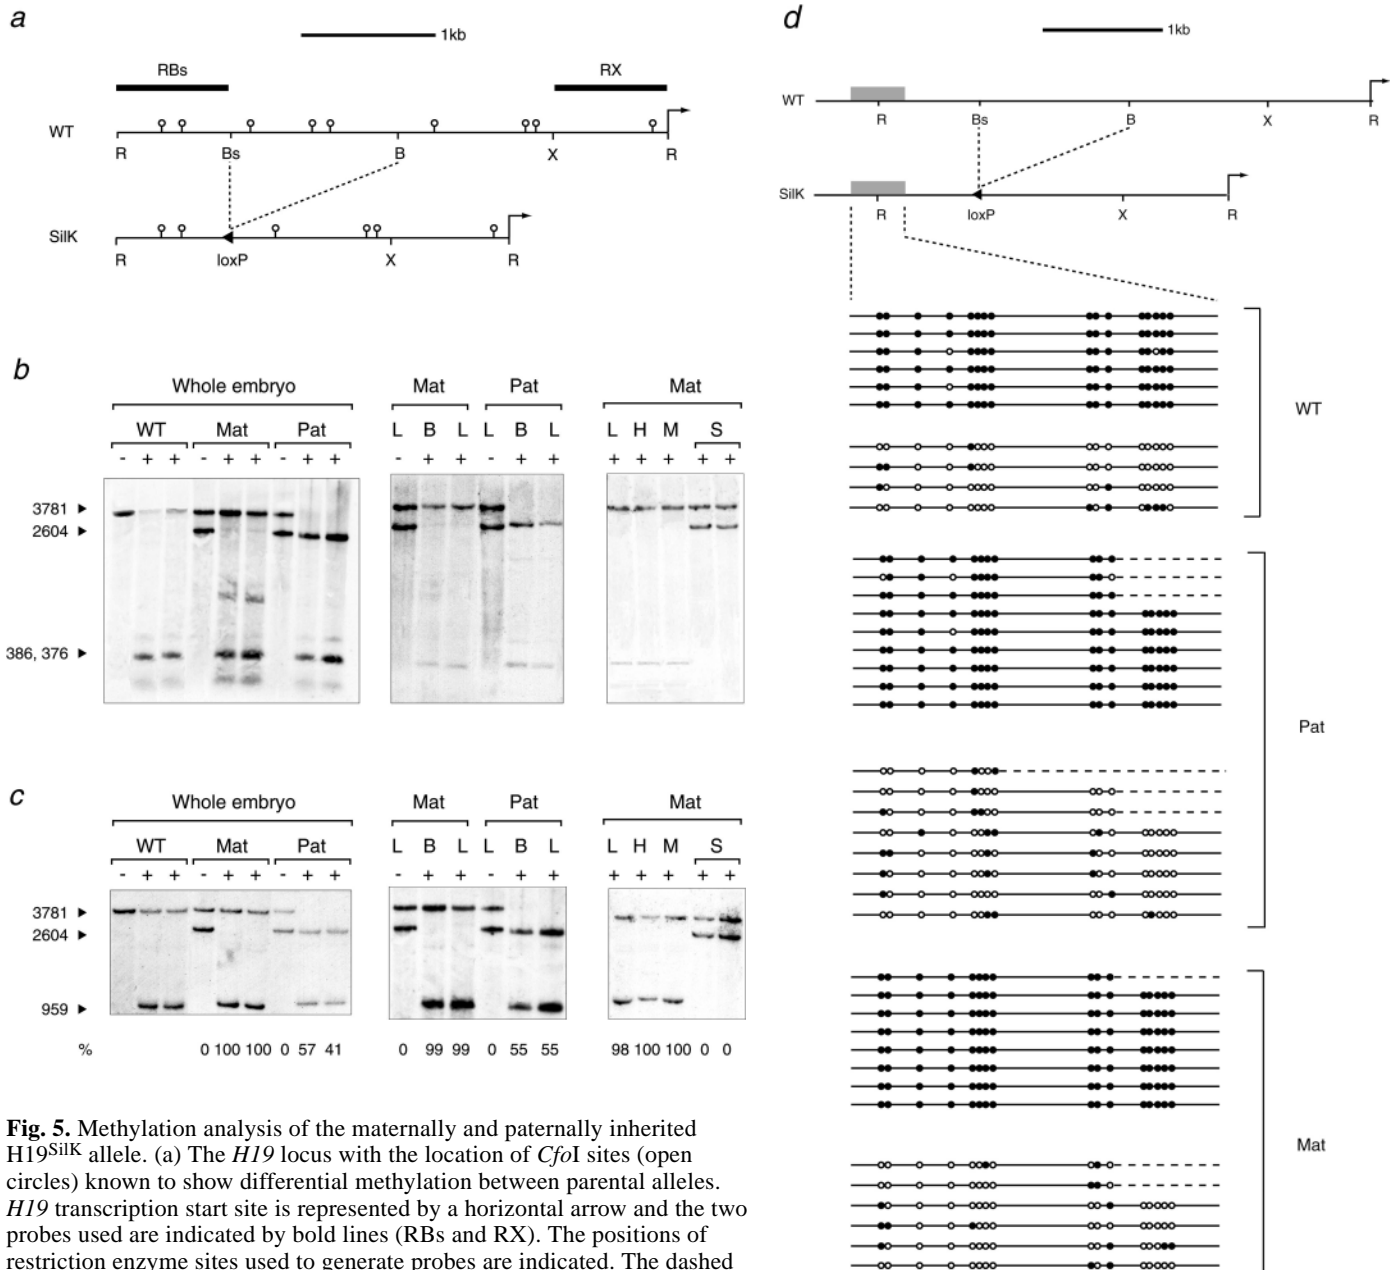 a
1kb
RBs
RX
WT
R
Bs
B
X
R
SilK
R
loxP
X
R
b
Whole embryo
WT Mat Pat
- + + - + + - + +
Mat Pat
L B L L B L
- + + - + +
Mat
L H M S
+ + + + +
3781
2604
386, 376
c
Whole embryo
WT Mat Pat
- + + - + + - + +
Mat Pat
L B L L B L
- + + - + +
Mat
L H M S
+ + + + +
3781
2604
959
% 0 100 100 0 57 41 0 99 99 0 55 55 98 100 100 0 0
Fig. 5. Methylation analysis of the maternally and paternally inherited
H19SilK allele. (a) The H19 locus with the location of CfoI sites (open
circles) known to show differential methylation between parental alleles.
H19 transcription start site is represented by a horizontal arrow and the two
probes used are indicated by bold lines (RBs and RX). The positions of
restriction enzyme sites used to generate probes are indicated. The dashed
d
1kb
WT
R
Bs
B
X
R
SilK
R
loxP
X
R
WT
Pat
Mat